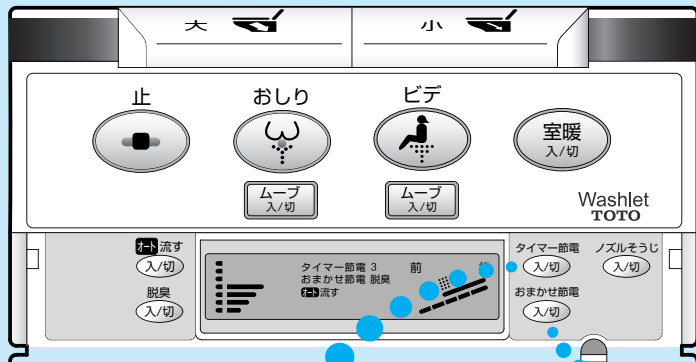 大
小
止
おしり
ビデ
室暖
入/切
ムーブ
入/切
ムーブ
入/切
Washlet
TOTO
オート流す
入/切
脱臭
入/切
タイマー節電 3
おまかせ節電 脱臭
オート流す
前
後
タイマー節電
入/切
ノズルそうじ
入/切
おまかせ節電
入/切